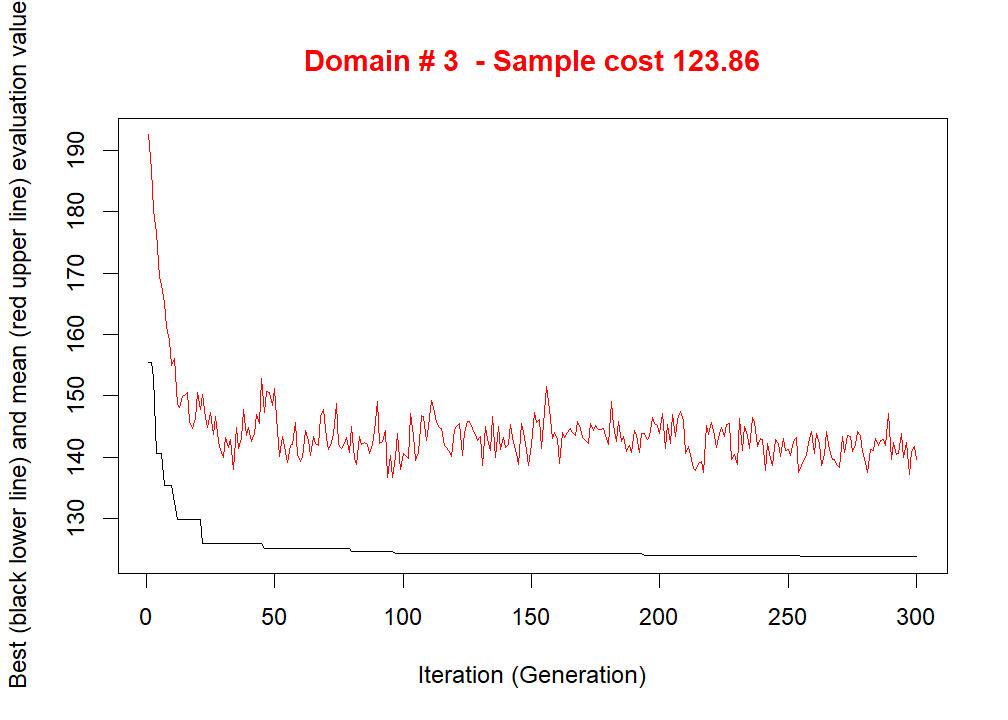 Domain # 3  - Sample cost 123.86
Best (black lower line) and mean (red upper line) evaluation value
190
180
170
160
150
140
130
0 50 100 150 200 250 300
Iteration (Generation)